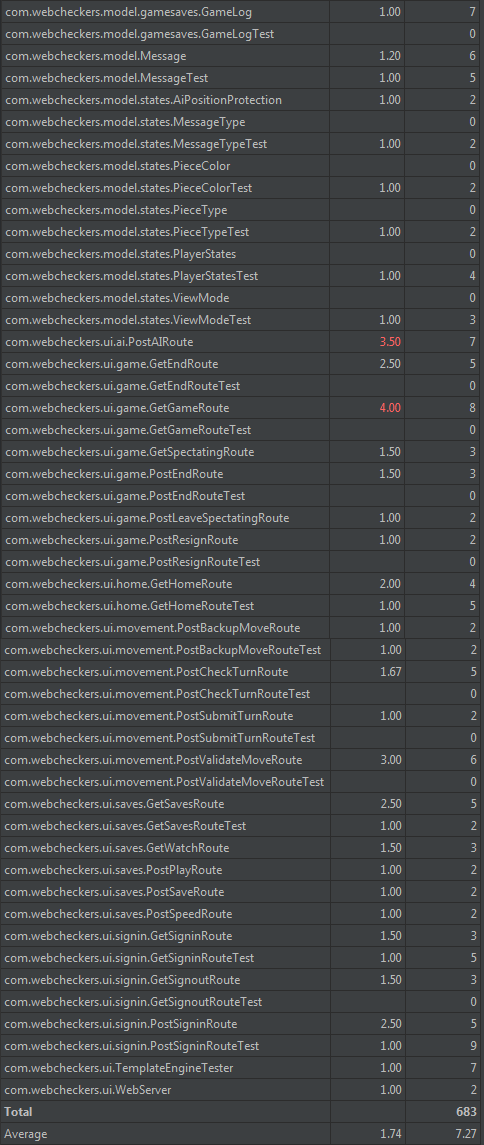 com.webcheckers.model.gamesaves.GameLog 1.00 7
com.webcheckers.model.gamesaves.GameLogTest 0
com.webcheckers.model.Message 1.20 6
com.webcheckers.model.MessageTest 1.00 5
com.webcheckers.model.states.AiPositionProtection 1.00 2
com.webcheckers.model.states.MessageType 0
com.webcheckers.model.states.MessageTypeTest 1.00 2
com.webcheckers.model.states.PieceColor 0
com.webcheckers.model.states.PieceColorTest 1.00 2
com.webcheckers.model.states.PieceType 0
com.webcheckers.model.states.PieceTypeTest 1.00 2
com.webcheckers.model.states.PlayerStates 0
com.webcheckers.model.states.PlayerStatesTest 1.00 4
com.webcheckers.model.states.ViewMode 0
com.webcheckers.model.states.ViewModeTest 1.00 3
com.webcheckers.ui.ai.PostAIRoute 3.50 7
com.webcheckers.ui.game.GetEndRoute 2.50 5
com.webcheckers.ui.game.GetEndRouteTest 0
com.webcheckers.ui.game.GetGameRoute 4.00 8
com.webcheckers.ui.game.GetGameRouteTest 0
com.webcheckers.ui.game.GetSpectatingRoute 1.50 3
com.webcheckers.ui.game.PostEndRoute 1.50 3
com.webcheckers.ui.game.PostEndRouteTest 0
com.webcheckers.ui.game.PostLeaveSpectatingRoute 1.00 2
com.webcheckers.ui.game.PostResignRoute 1.00 2
com.webcheckers.ui.game.PostResignRouteTest 0
com.webcheckers.ui.home.GetHomeRoute 2.00 4
com.webcheckers.ui.home.GetHomeRouteTest 1.00 5
com.webcheckers.ui.movement.PostBackupMoveRoute 1.00 2
com.webcheckers.ui.movement.PostBackupMoveRouteTest 1.00 2
com.webcheckers.ui.movement.PostCheckTurnRoute 1.67 5
com.webcheckers.ui.movement.PostCheckTurnRouteTest 0
com.webcheckers.ui.movement.PostSubmitTurnRoute 1.00 2
com.webcheckers.ui.movement.PostSubmitTurnRouteTest 0
com.webcheckers.ui.movement.PostValidateMoveRoute 3.00 6
com.webcheckers.ui.movement.PostValidateMoveRouteTest 0
com.webcheckers.ui.saves.GetSavesRoute 2.50 5
com.webcheckers.ui.saves.GetSavesRouteTest 1.00 2
com.webcheckers.ui.saves.GetWatchRoute 1.50 3
com.webcheckers.ui.saves.PostPlayRoute 1.00 2
com.webcheckers.ui.saves.PostSaveRoute 1.00 2
com.webcheckers.ui.saves.PostSpeedRoute 1.00 2
com.webcheckers.ui.signin.GetSigninRoute 1.50 3
com.webcheckers.ui.signin.GetSigninRouteTest 1.00 5
com.webcheckers.ui.signin.GetSignoutRoute 1.50 3
com.webcheckers.ui.signin.GetSignoutRouteTest 0
com.webcheckers.ui.signin.PostSigninRoute 2.50 5
com.webcheckers.ui.signin.PostSigninRouteTest 1.00 9
com.webcheckers.ui.TemplateEngineTester 1.00 7
com.webcheckers.ui.WebServer 1.00 2
Total 683
Average 1.74 7.27